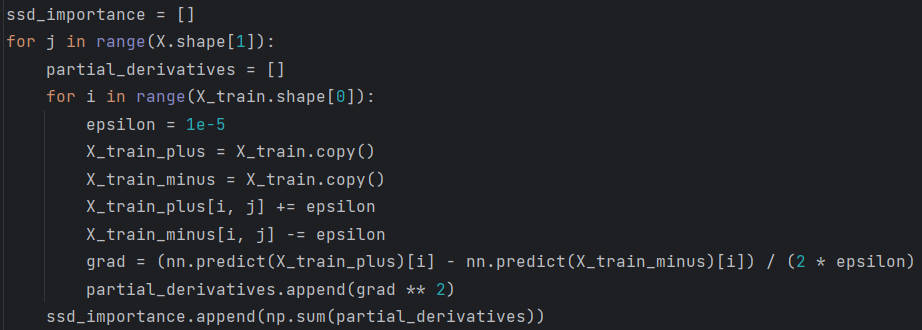 ssd_importance = []
for j in range(X.shape[1]):
    partial_derivatives = []
    for i in range(X_train.shape[0]):
        epsilon = 1e-5
        X_train_plus = X_train.copy()
        X_train_minus = X_train.copy()
        X_train_plus[i, j] += epsilon
        X_train_minus[i, j] -= epsilon
        grad = (nn.predict(X_train_plus)[i] - nn.predict(X_train_minus)[i]) / (2 * epsilon)
        partial_derivatives.append(grad ** 2)
    ssd_importance.append(np.sum(partial_derivatives))